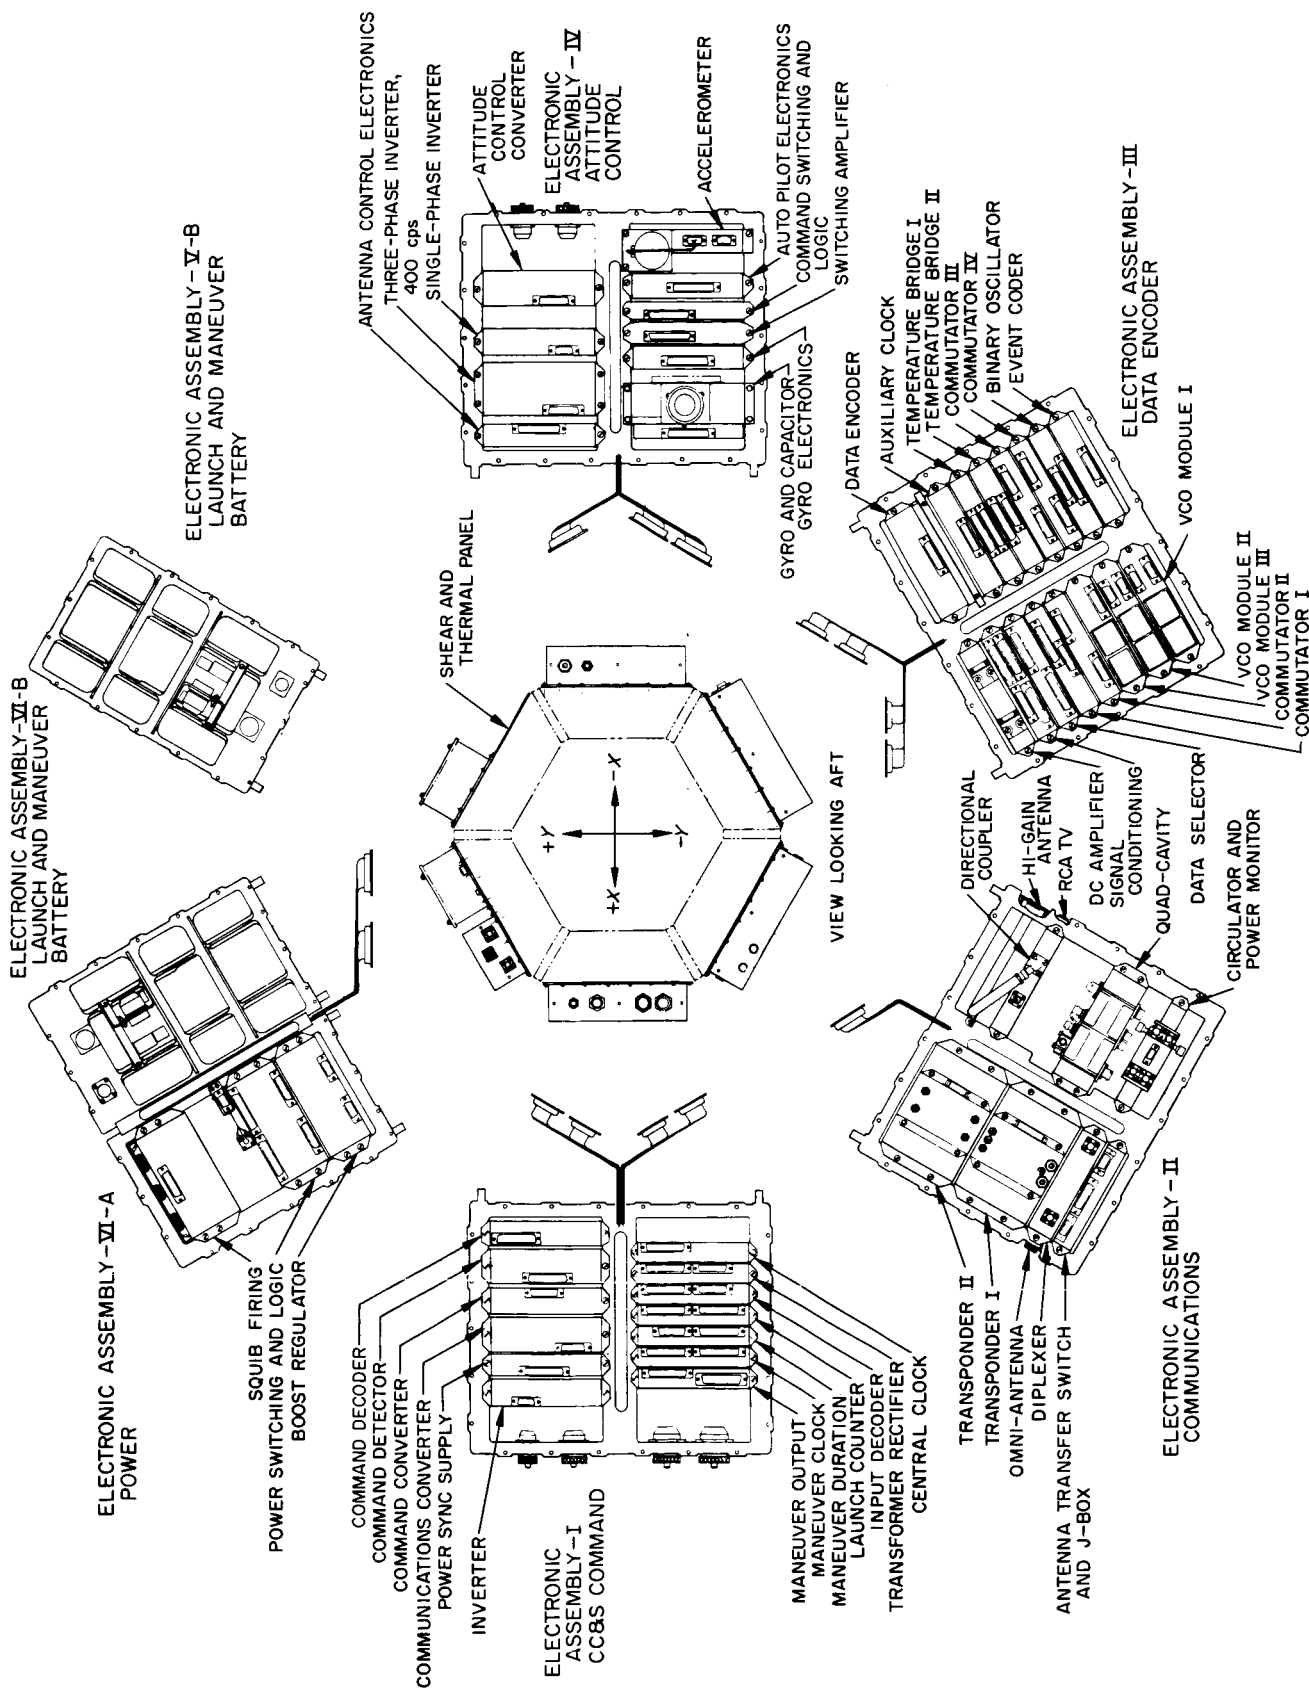 ELECTRONIC ASSEMBLY-VI-B
LAUNCH AND MANEUVER
BATTERY
ELECTRONIC ASSEMBLY-V-B
LAUNCH AND MANEUVER
BATTERY
ELECTRONIC ASSEMBLY-VI-A
POWER
SQUIB FIRING
POWER SWITCHING AND LOGIC
BOOST REGULATOR
ANTENNA CONTROL ELECTRONICS
THREE-PHASE INVERTER,
400 cps
SINGLE-PHASE INVERTER
ATTITUDE
CONTROL
CONVERTER
ELECTRONIC
ASSEMBLY-IV
ATTITUDE
CONTROL
ACCELEROMETER
AUTO PILOT ELECTRONICS
COMMAND SWITCHING AND
LOGIC
SWITCHING AMPLIFIER
GYRO AND CAPACITOR
GYRO ELECTRONICS
SHEAR AND
THERMAL PANEL
+Y
-X
+X
-Y
VIEW LOOKING AFT
COMMAND DECODER
COMMAND DETECTOR
COMMAND CONVERTER
COMMUNICATIONS CONVERTER
POWER SYNC SUPPLY
INVERTER
ELECTRONIC
ASSEMBLY-I
CC&S COMMAND
MANEUVER OUTPUT
MANEUVER CLOCK
MANEUVER DURATION
LAUNCH COUNTER
INPUT DECODER
TRANSFORMER RECTIFIER
CENTRAL CLOCK
DATA ENCODER
AUXILIARY CLOCK
TEMPERATURE BRIDGE I
TEMPERATURE BRIDGE II
COMMUTATOR III
COMMUTATOR IV
BINARY OSCILLATOR
EVENT CODER
ELECTRONIC ASSEMBLY-III
DATA ENCODER
VCO MODULE I
VCO MODULE II
VCO MODULE III
COMMUTATOR II
COMMUTATOR I
DATA SELECTOR
DC AMPLIFIER
SIGNAL
CONDITIONING
DIRECTIONAL
COUPLER
HI-GAIN
ANTENNA
RCA TV
QUAD-CAVITY
CIRCULATOR AND
POWER MONITOR
TRANSPONDER II
TRANSPONDER I
OMNI-ANTENNA
DIPLEXER
ANTENNA TRANSFER SWITCH
AND J-BOX
ELECTRONIC ASSEMBLY-II
COMMUNICATIONS